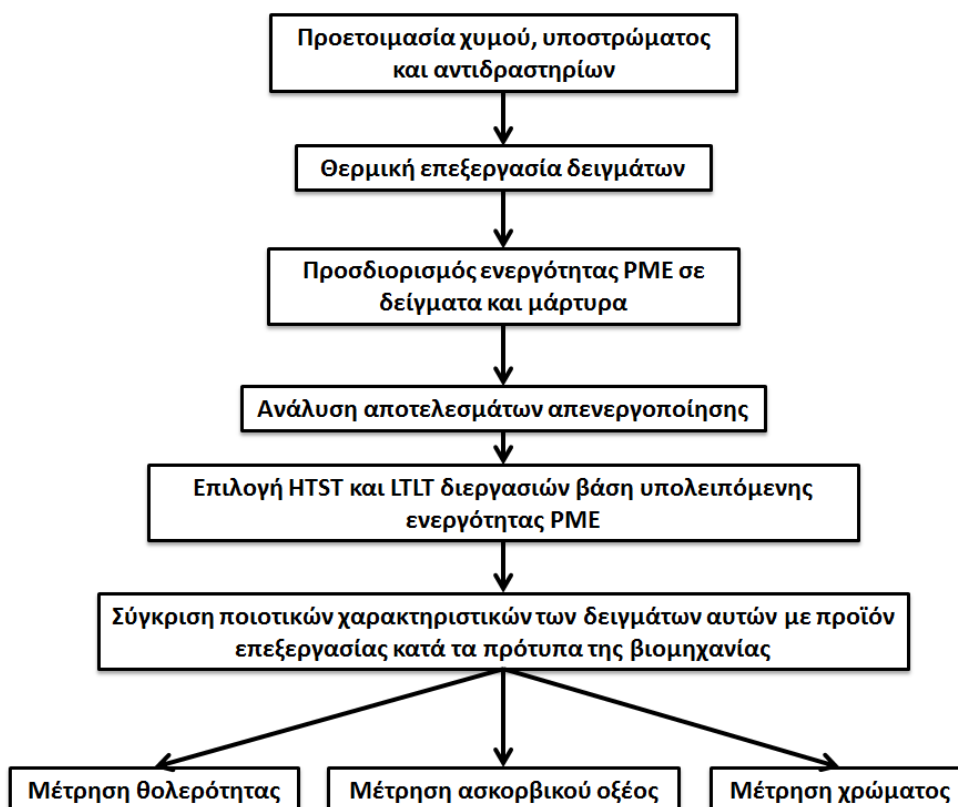 Προετοιμασία χυμού, υποστρώματος
και αντιδραστηρίων
Θερμική επεξεργασία δειγμάτων
Προσδιορισμός ενεργότητας PME σε
δείγματα και μάρτυρα
Ανάλυση αποτελεσμάτων απενεργοποίησης
Επιλογή HTST και LTLT διεργασιών βάση υπολειπόμενης
ενεργότητας PME
Σύγκριση ποιοτικών χαρακτηριστικών των δειγμάτων αυτών με προϊόν
επεξεργασίας κατά τα πρότυπα της βιομηχανίας
Μέτρηση θολερότητας
Μέτρηση ασκορβικού οξέος
Μέτρηση χρώματος